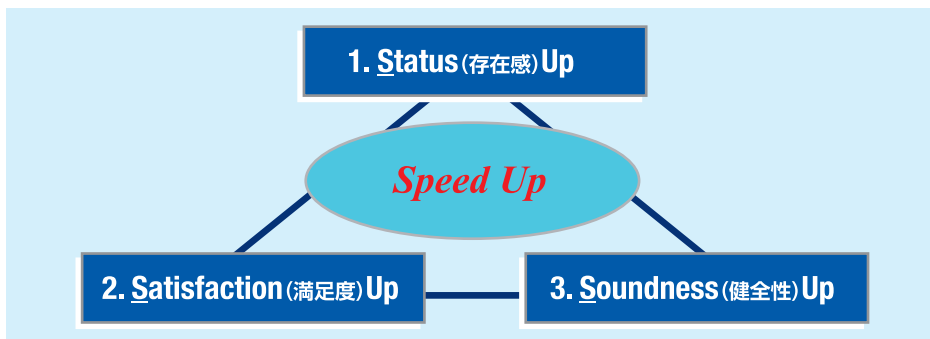 1. Status(存在感)Up
Speed Up
2. Satisfaction(満足度)Up
3. Soundness(健全性)Up